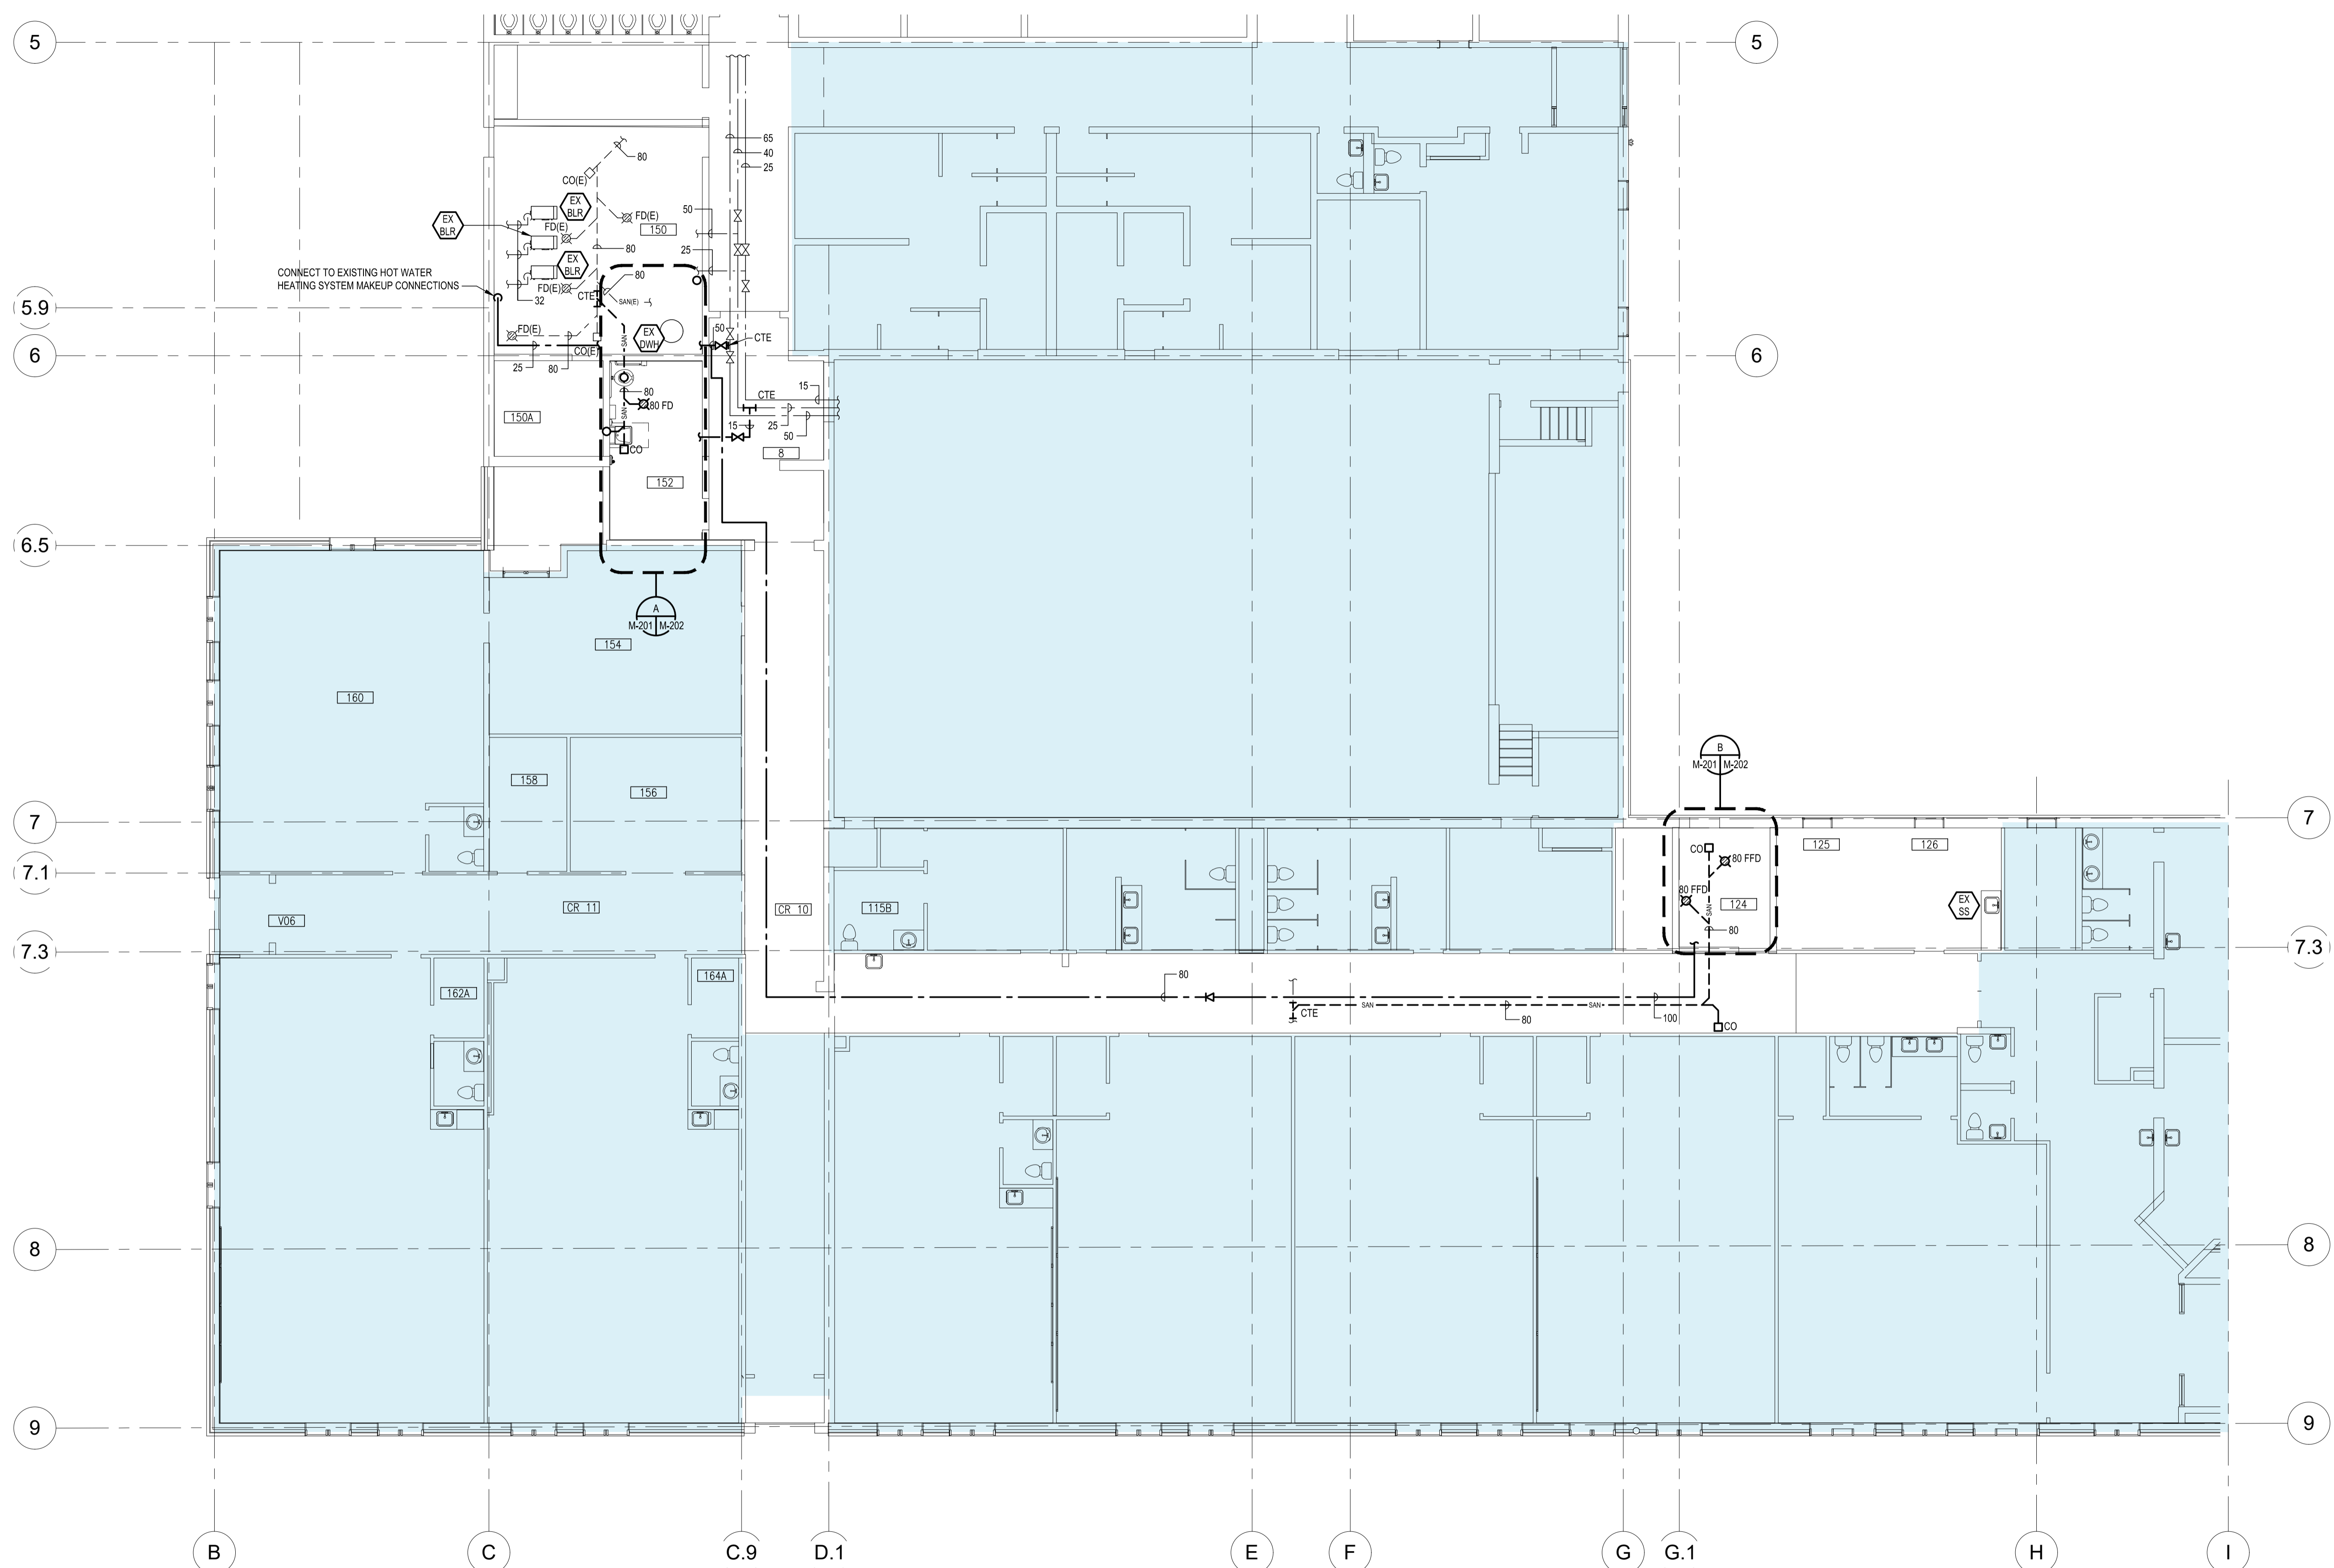 5
5
65
40
80
25
CO(E)
EX
BLR
50
FD(E)
EX
BLR
FD(E)
150
80
25
EX
BLR
CONNECT TO EXISTING HOT WATER
HEATING SYSTEM MAKEUP CONNECTIONS
80
FD(E)
CTE
SAN(E)
32
5.9
FD(E)
SAN
EX
DWH
50
CTE
6
CO(E)
6
25
80
15
80
CTE
80 FD
150A
SAN
15
25
50
CO
8
152
6.5
A
M-201
M-202
154
160
B
M-201
M-202
158
156
7
7
CO
125
126
80 FFD
7.1
80 FFD
V06
CR 11
CR 10
115B
SAN
124
EX
SS
80
7.3
7.3
162A
164A
80
SAN
SAN
CTE
80
100
CO
8
8
9
9
B
C
C.9
D.1
E
F
G
G.1
H
I